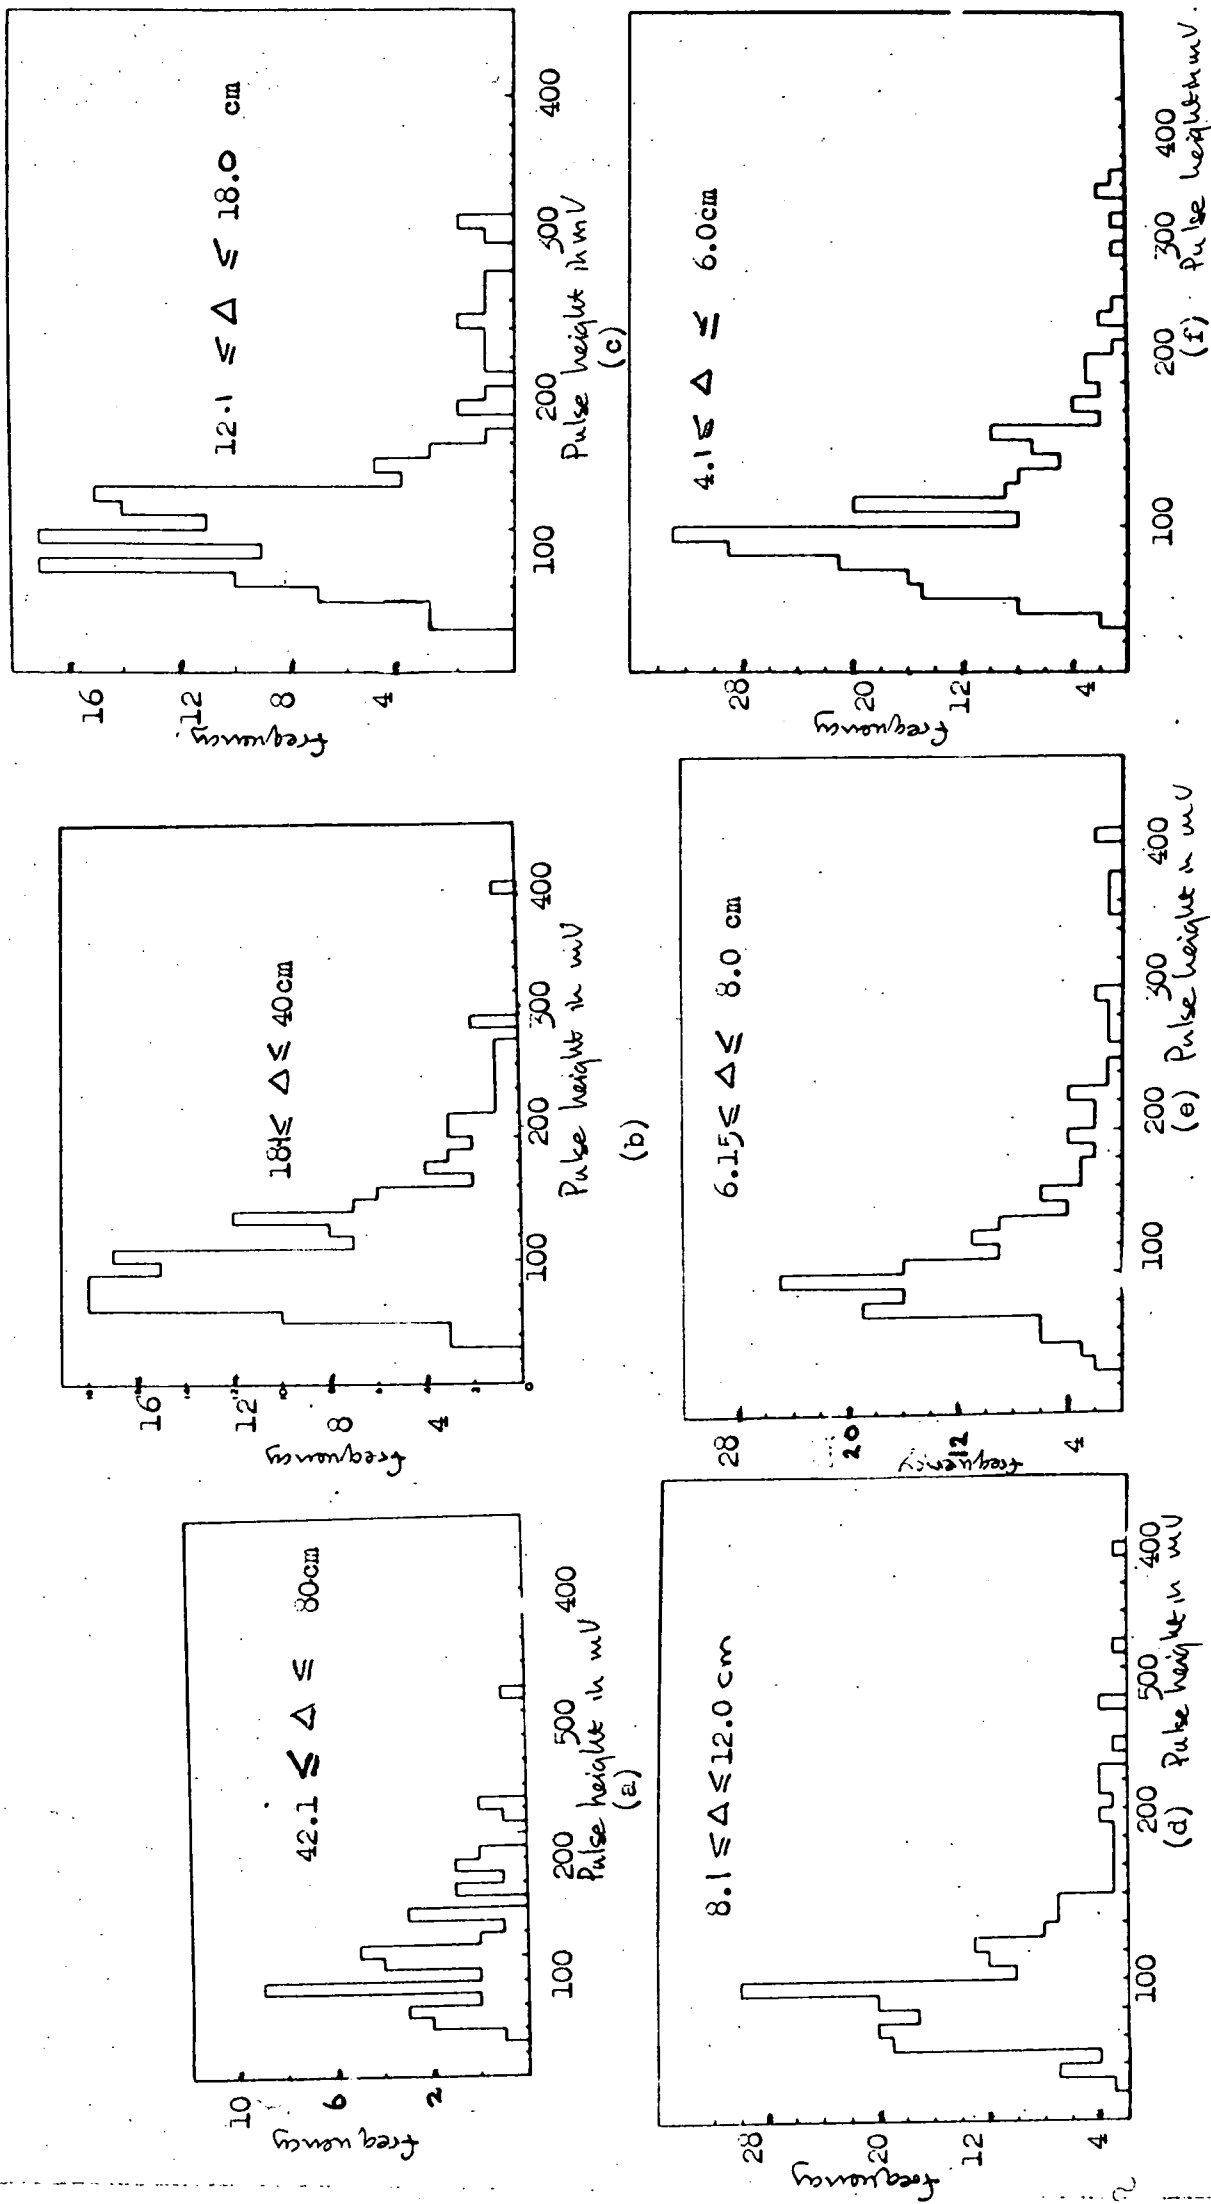 10
6
2
frequency
42.1 ≤ Δ ≤ 80cm
100 200 500 400
Pulse height in mV
(a)
16
12
8
4
0
frequency
184≤ Δ ≤ 40cm
100 200 300 400
Pulse height in mV
(b)
16
12
8
4
frequency.
12.1 ≤ Δ ≤ 18.0 cm
100 200 300 400
Pulse height in mV
(c)
28
20
12
4
frequency
8.1 ≤ Δ ≤ 12.0 cm
100 200 500 400
(d) Pulse height in mV
28
20
12
4
frequency
6.15 ≤ Δ ≤ 8.0 cm
100 200 300 400
(e) Pulse height in mV
28
20
12
4
frequency
4.1 ≤ Δ ≤ 6.0cm
100 200 300 400
(f) . Pulse height in mV.